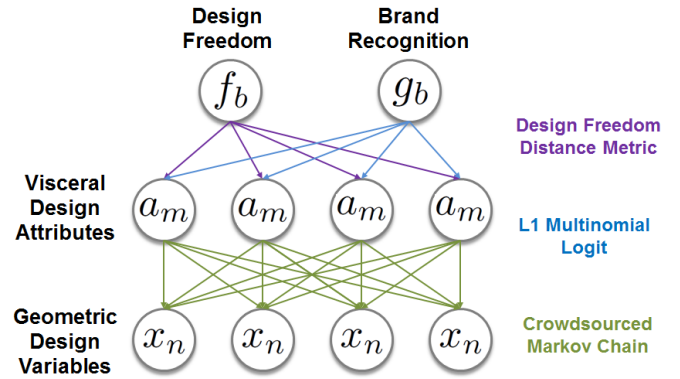 Design
Freedom
Brand
Recognition
f_b
g_b
Design Freedom
Distance Metric
Visceral
Design
Attributes
a_m
a_m
a_m
a_m
L1 Multinomial
Logit
Geometric
Design
Variables
x_n
x_n
x_n
x_n
Crowdsourced
Markov Chain